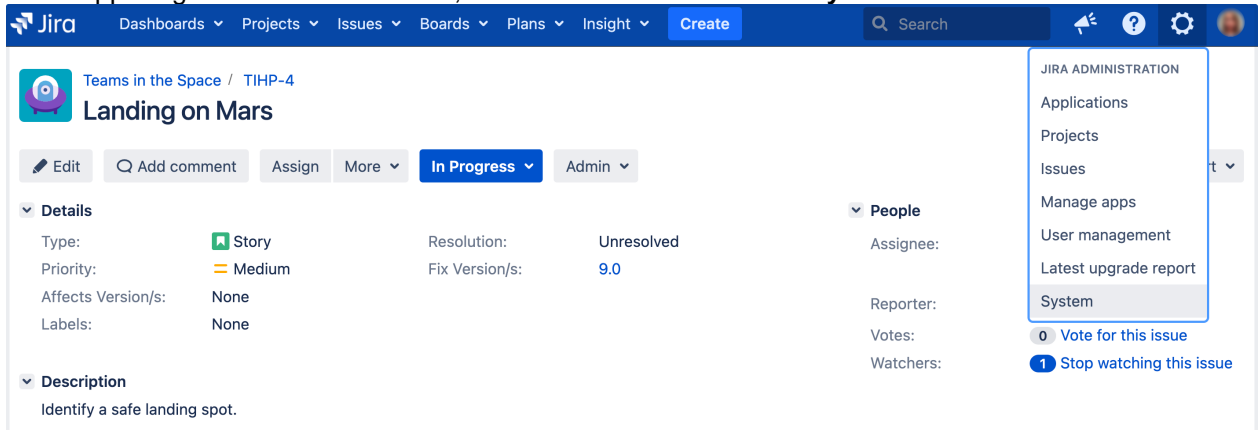 Jira Dashboards Projects Issues Boards Plans Insight Create Search
JIRA ADMINISTRATION
Applications
Projects
Issues
Manage apps
User management
Latest upgrade report
System
Teams in the Space / TIHP-4
Landing on Mars
Edit Add comment Assign More In Progress Admin
Details
Type: Story
Priority: Medium
Affects Version/s: None
Labels: None
Resolution: Unresolved
Fix Version/s: 9.0
People
Assignee:
Reporter:
Votes: 0 Vote for this issue
Watchers: 1 Stop watching this issue
Description
Identify a safe landing spot.